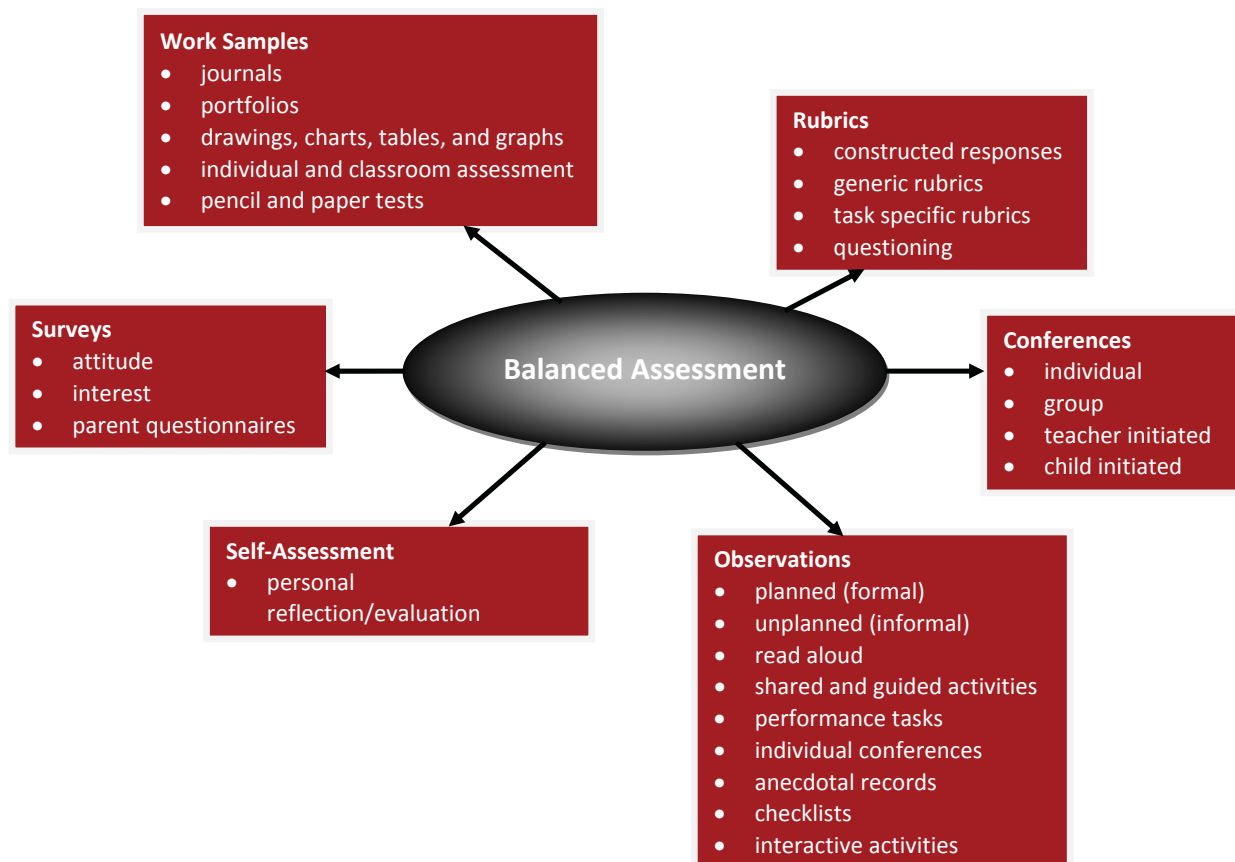 Work Samples
• journals
• portfolios
• drawings, charts, tables, and graphs
• individual and classroom assessment
• pencil and paper tests
Rubrics
• constructed responses
• generic rubrics
• task specific rubrics
• questioning
Surveys
• attitude
• interest
• parent questionnaires
Balanced Assessment
Conferences
• individual
• group
• teacher initiated
• child initiated
Self-Assessment
• personal
reflection/evaluation
Observations
• planned (formal)
• unplanned (informal)
• read aloud
• shared and guided activities
• performance tasks
• individual conferences
• anecdotal records
• checklists
• interactive activities